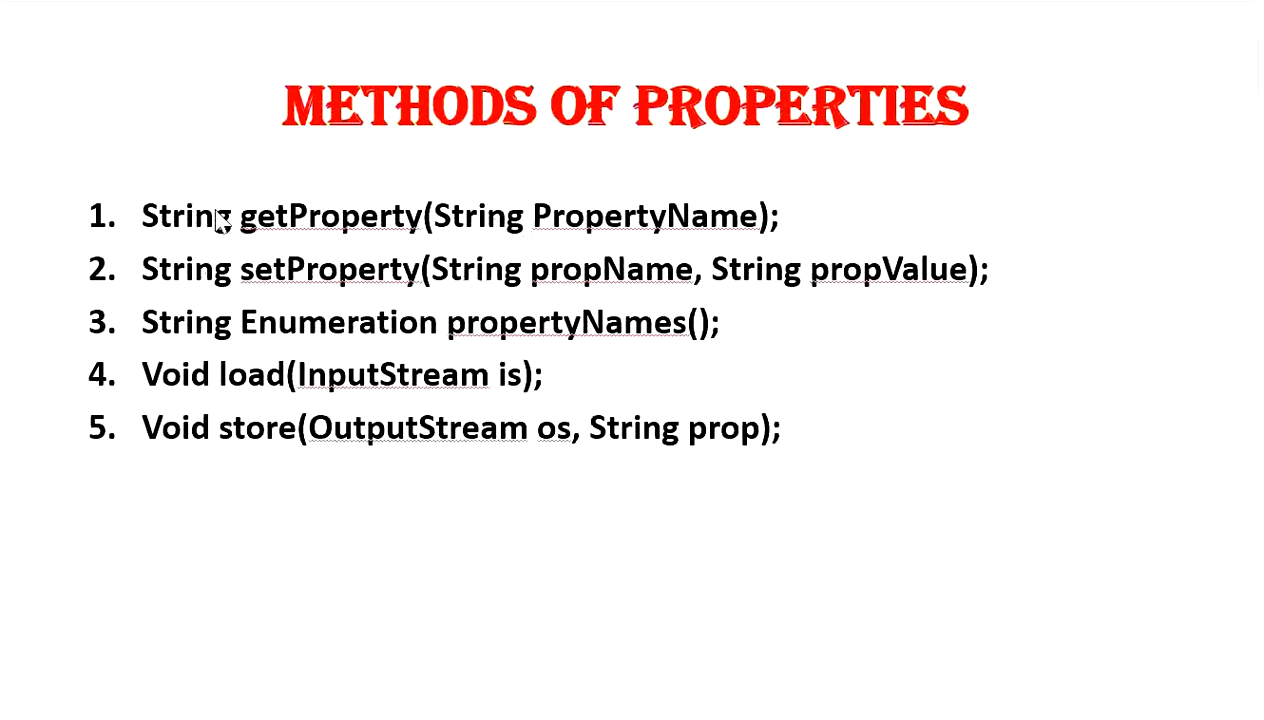 METHODS OF PROPERTIES
1. String getProperty(String PropertyName);
2. String setProperty(String propName, String propValue);
3. String Enumeration propertyNames();
4. Void load(InputStream is);
5. Void store(OutputStream os, String prop);